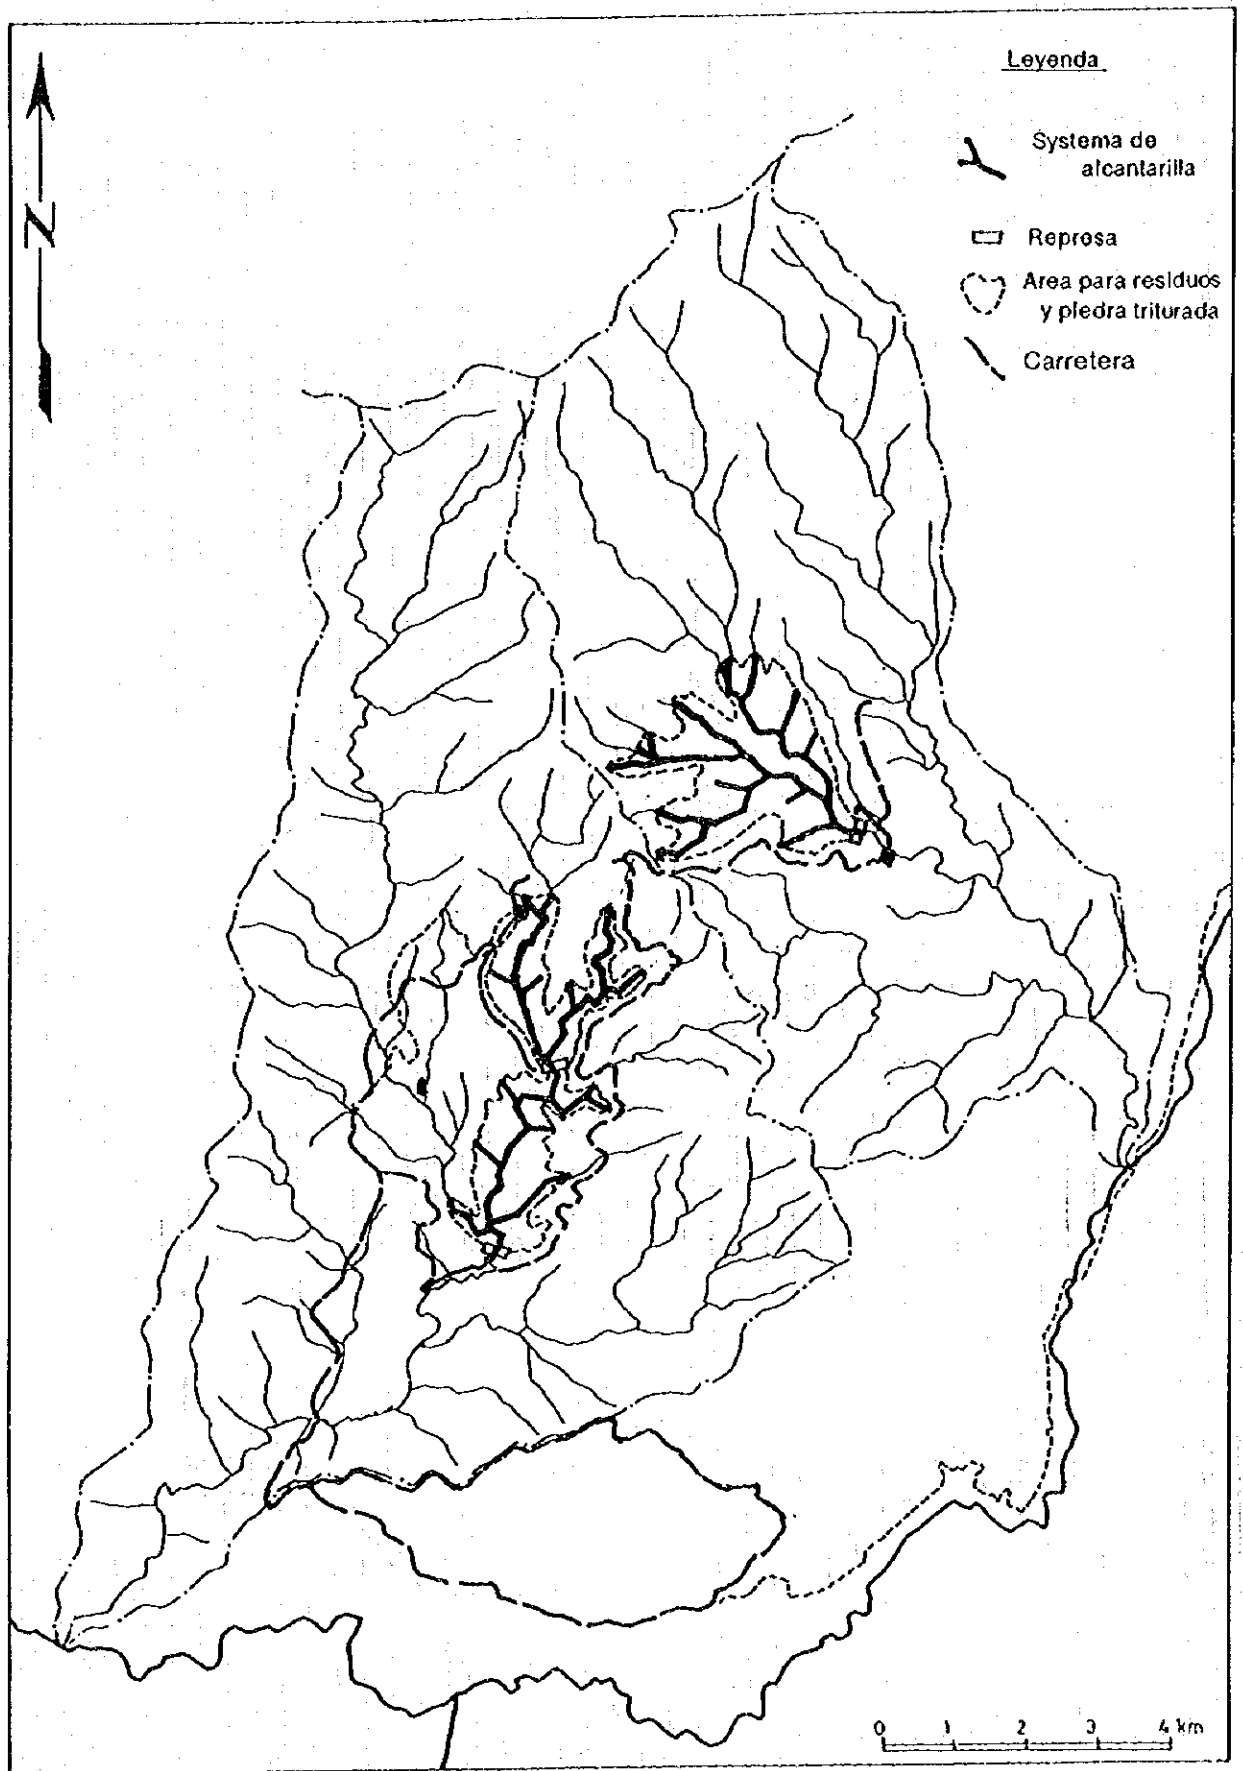 Leyenda
N
Systema de
alcantarilla
Represa
Area para residuos
y piedra triturada
Carretera
0 1 2 3 4 km